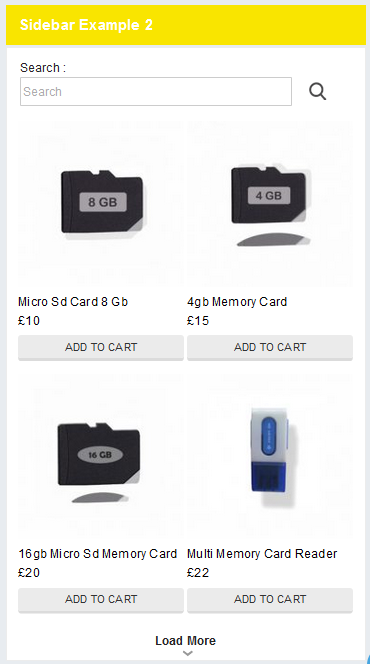 Sidebar Example 2
Search :
Search
8 GB
4 GB
Micro Sd Card 8 Gb
4gb Memory Card
£10
£15
ADD TO CART
ADD TO CART
16 GB
16gb Micro Sd Memory Card
Multi Memory Card Reader
£20
£22
ADD TO CART
ADD TO CART
Load More